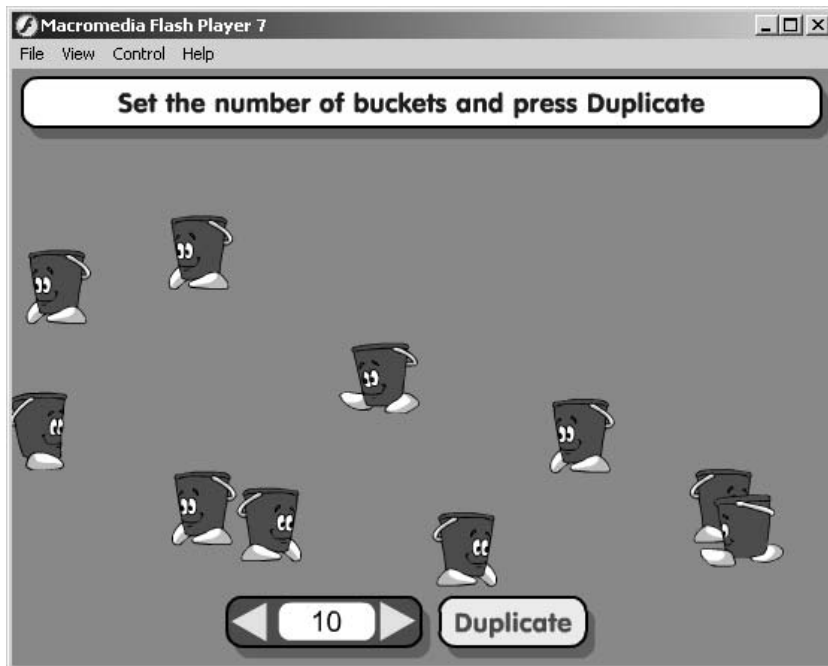 Macromedia Flash Player 7
File View Control Help
Set the number of buckets and press Duplicate
10
Duplicate